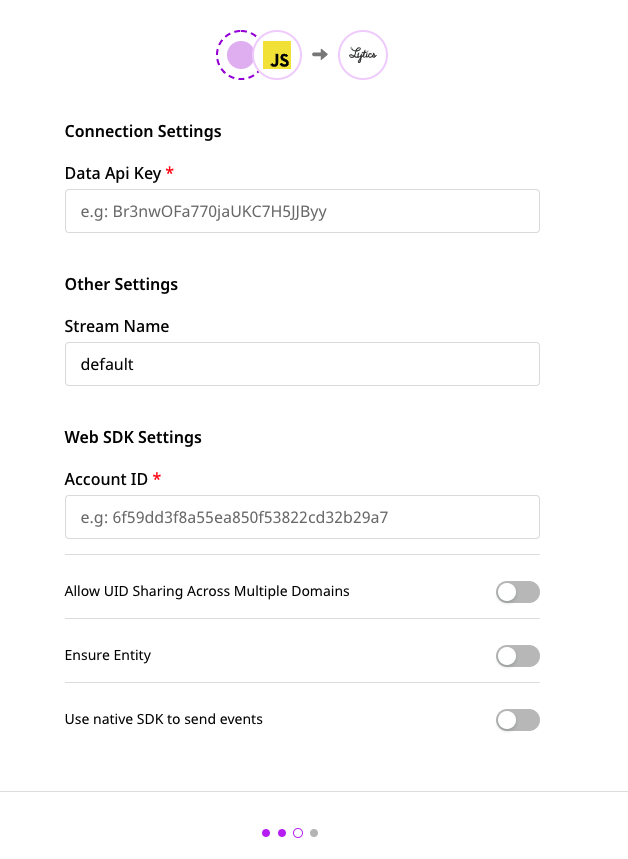 JS
Lytics
Connection Settings
Data Api Key *
e.g: Br3nwOFa770jaUKC7H5JJByy
Other Settings
Stream Name
default
Web SDK Settings
Account ID *
e.g: 6f59dd3f8a55ea850f53822cd32b29a7
Allow UID Sharing Across Multiple Domains
Ensure Entity
Use native SDK to send events